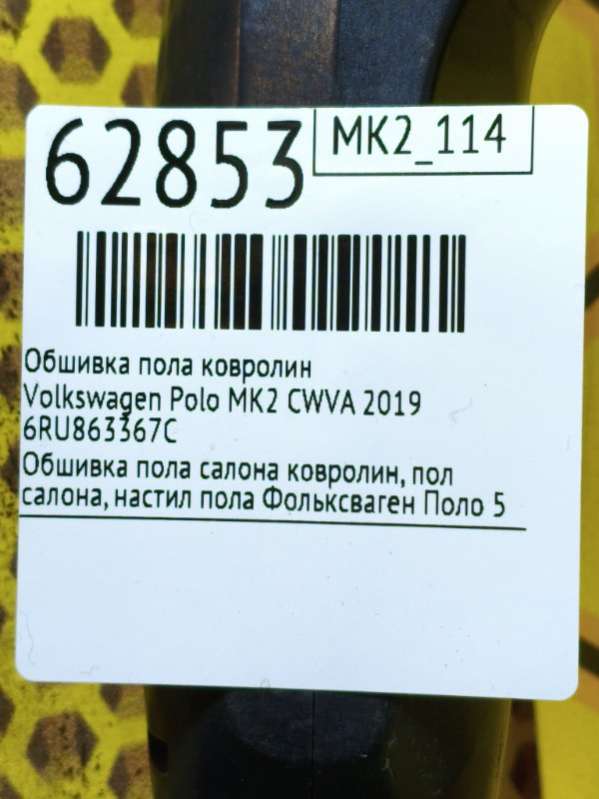 62853
MK2_114
Обшивка пола ковролин
Volkswagen Polo MK2 CWVA 2019
6RU863367C
Обшивка пола салона ковролин, пол
салона, настил пола Фольксваген Поло 5